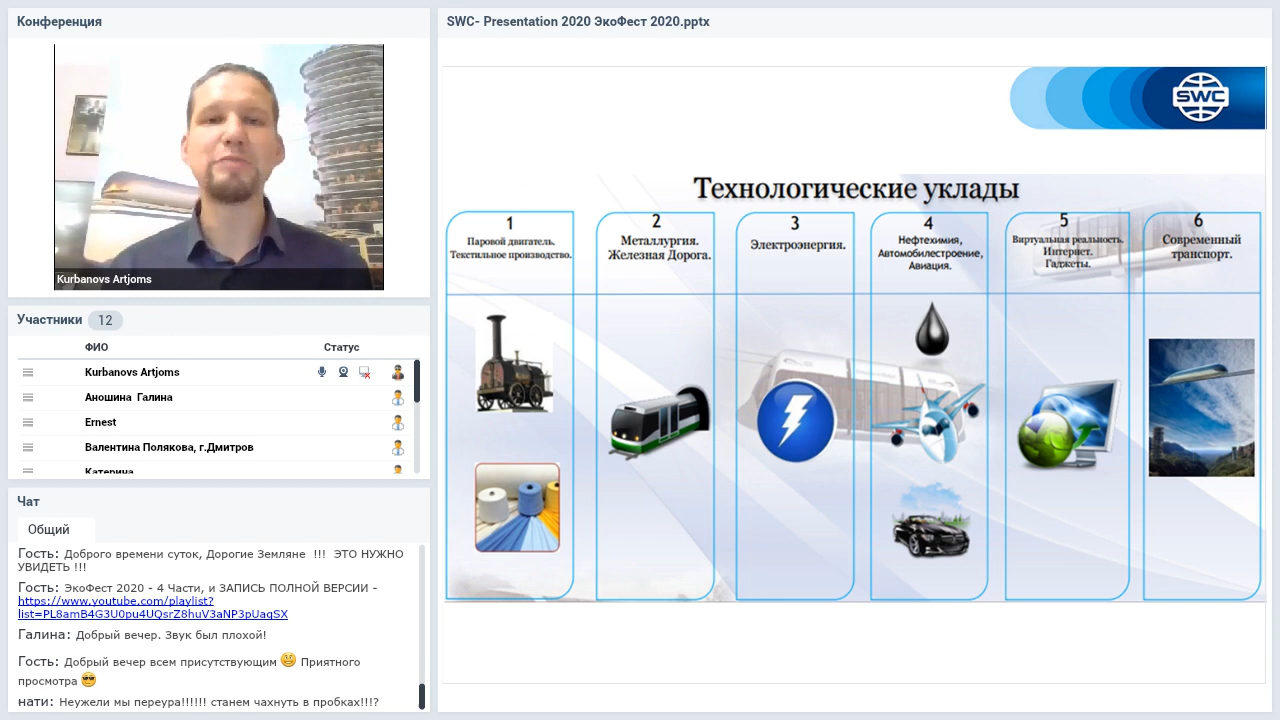 Конференция
Kurbanovs Artjoms
Участники 12
ФИО Статус
Kurbanovs Artjoms
Аношина Галина
Ernest
Валентина Полякова, г.Дмитров
Катерина
Чат
Общий
Гость: Доброго времени суток, Дорогие Земляне !!! ЭТО НУЖНО
УВИДЕТЬ !!!
Гость: ЭкоФест 2020 - 4 Части, и ЗАПИСЬ ПОЛНОЙ ВЕРСИИ -
https://www.youtube.com/playlist?
list=PL8amB4G3U0pu4UQsrZ8huV3aNP3pUaqSX
Галина: Добрый вечер. Звук был плохой!
Гость: Добрый вечер всем присутствующим Приятного
просмотра
нати: Неужели мы переура!!!!!! станем чахнуть в пробках!!!?
SWC- Presentation 2020 ЭкоФест 2020.pptx
SWC
Технологические уклады
1
Паровой двигатель.
Текстильное производство.
2
Металлургия.
Железная Дорога.
3
Электроэнергия.
4
Нефтехимия,
Автомобилестроение,
Авиация.
5
Виртуальная реальность.
Интернет.
Гаджеты.
6
Современный
транспорт.